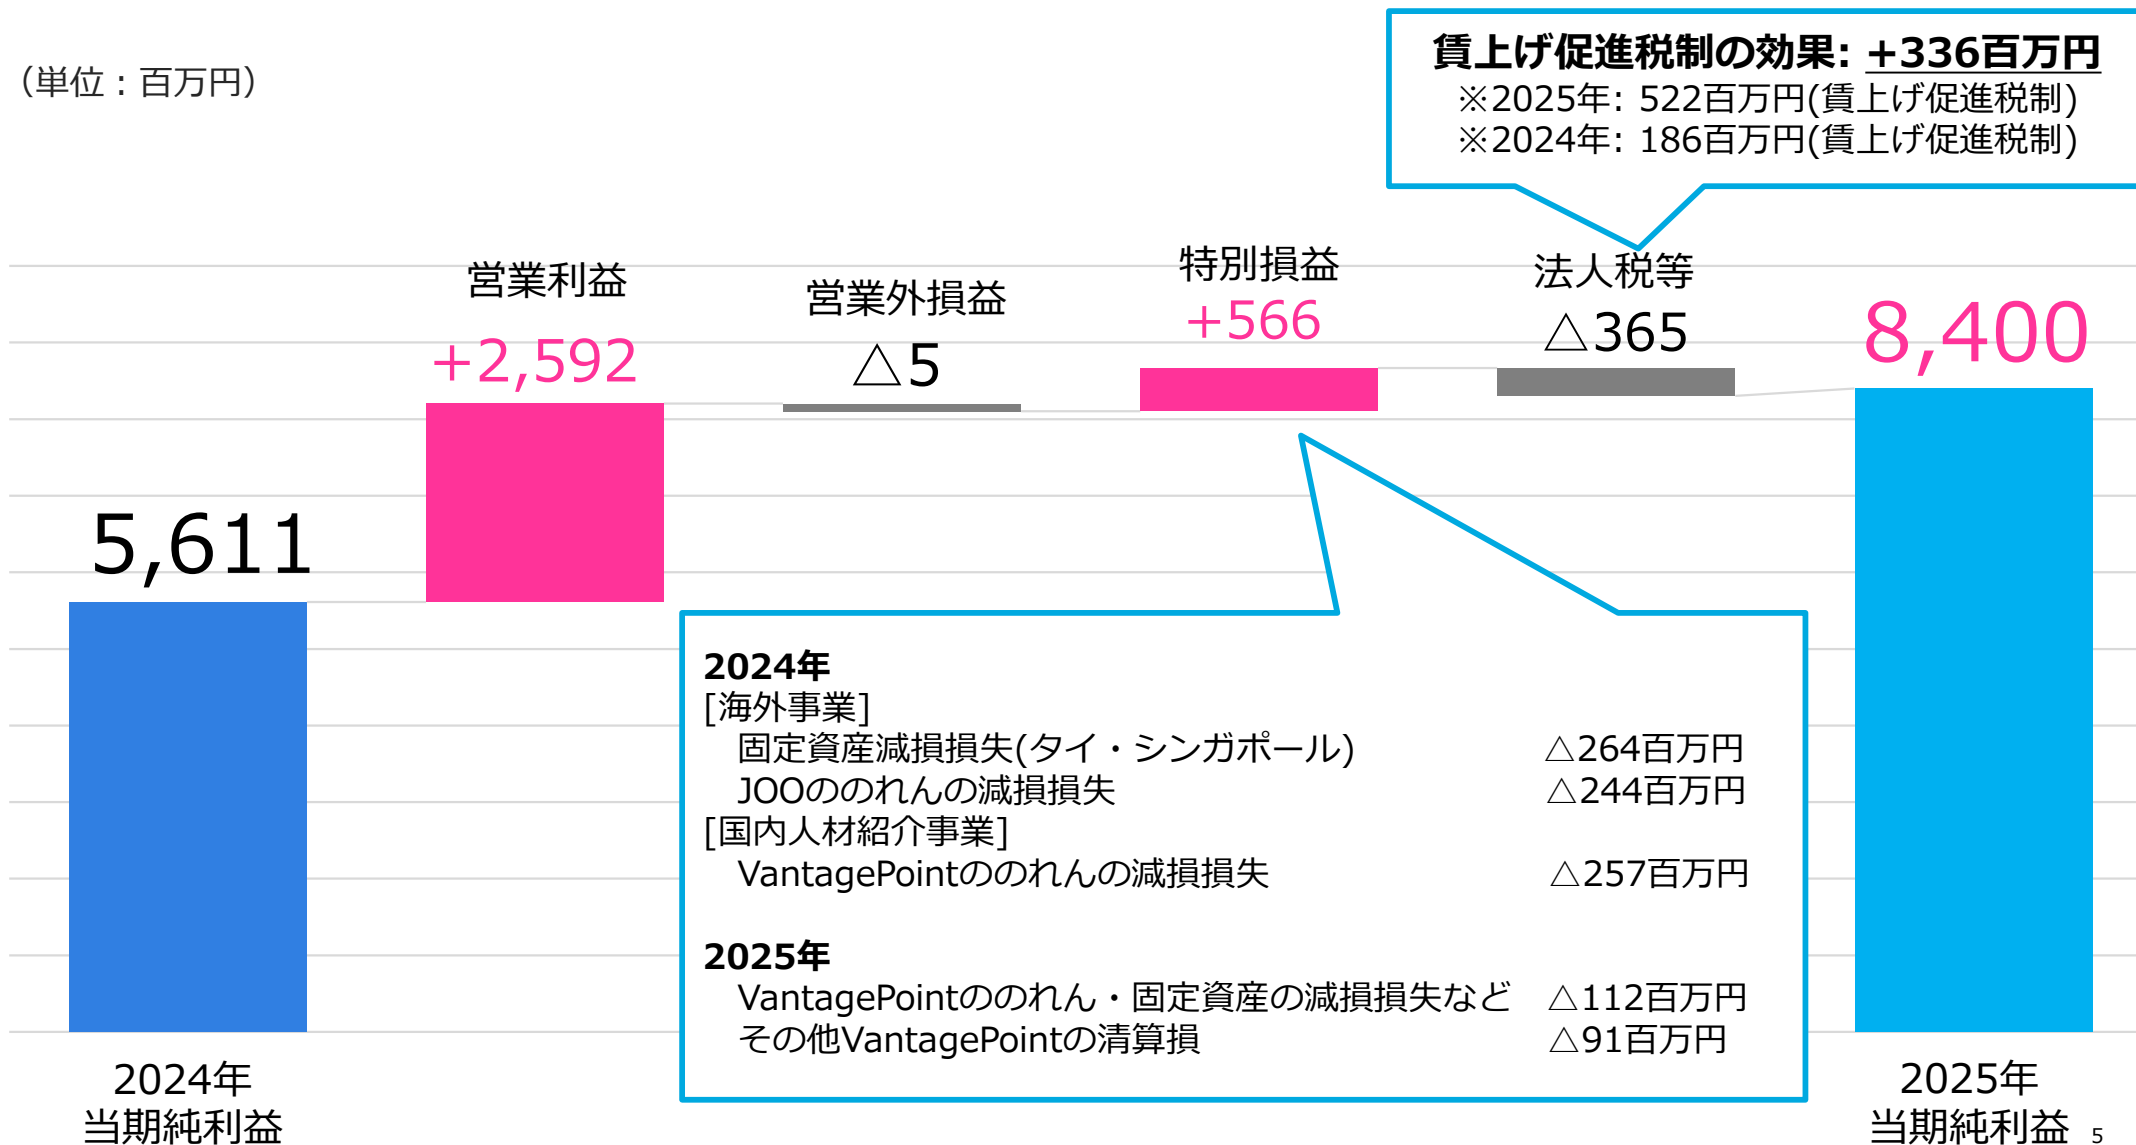 (単位：百万円)
賃上げ促進税制の効果: +336百万円
※2025年: 522百万円(賃上げ促進税制)
※2024年: 186百万円(賃上げ促進税制)
営業利益
+2,592
営業外損益
△5
特別損益
+566
法人税等
△365
8,400
5,611
2024年
[海外事業]
固定資産減損損失(タイ・シンガポール) △264百万円
JOOののれんの減損損失 △244百万円
[国内人材紹介事業]
VantagePointののれんの減損損失 △257百万円
2025年
VantagePointののれん・固定資産の減損損失など △112百万円
その他VantagePointの清算損 △91百万円
2024年
当期純利益
2025年
当期純利益
5